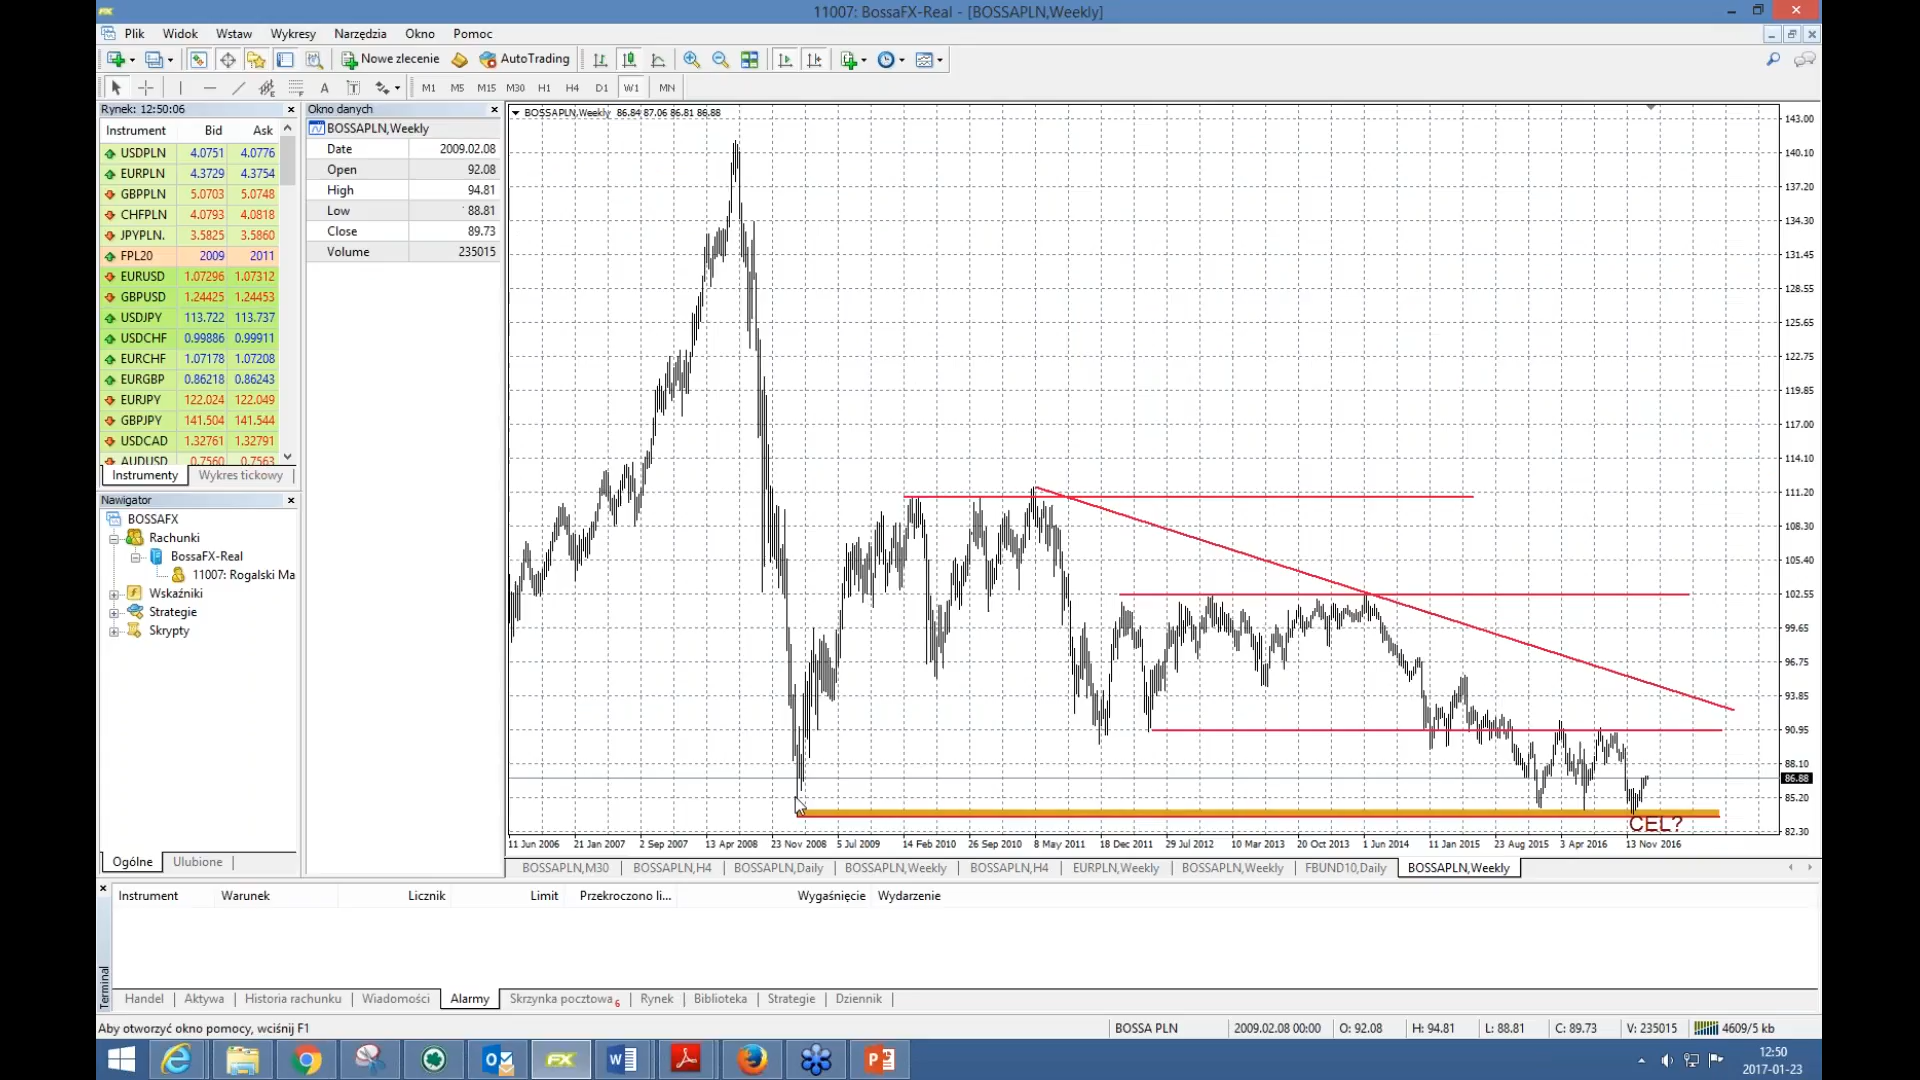 11007: BossaFX-Real - [BOSSAPLN,Weekly]
Plik Widok Wstaw Wykresy Narzędzia Okno Pomoc
Nowe zlecenie AutoTrading
A T M1 M5 M15 M30 H1 H4 D1 W1 MN
Rynek: 12:50:06
Instrument Bid Ask
USDPLN 4.0751 4.0776
EURPLN 4.3729 4.3754
GBPPLN 5.0703 5.0748
CHFPLN 4.0793 4.0818
JPYPLN. 3.5825 3.5860
FPL20 2009 2011
EURUSD 1.07296 1.07312
GBPUSD 1.24425 1.24453
USDJPY 113.722 113.737
USDCHF 0.99886 0.99911
EURCHF 1.07178 1.07208
EURGBP 0.86218 0.86243
EURJPY 122.024 122.049
GBPJPY 141.504 141.544
USDCAD 1.32761 1.32791
AUDUSD 0.7560 0.7563
Instrumenty Wykres tickowy
Nawigator
BOSSAFX
Rachunki
BossaFX-Real
11007: Rogalski Ma
Wskaźniki
Strategie
Skrypty
Ogólne Ulubione
Okno danych
BOSSAPLN,Weekly
Date 2009.02.08
Open 92.08
High 94.81
Low 88.81
Close 89.73
Volume 235015
BOSSAPLN,Weekly 86.84 87.06 86.81 86.88
143.00
140.10
137.20
134.30
131.45
128.55
125.65
122.75
119.85
117.00
114.10
111.20
108.30
105.40
102.55
99.65
96.75
93.85
90.95
88.10
86.88
85.20
82.30
CEL?
11 Jun 2006 21 Jan 2007 2 Sep 2007 13 Apr 2008 23 Nov 2008 5 Jul 2009 14 Feb 2010 26 Sep 2010 8 May 2011 18 Dec 2011 29 Jul 2012 10 Mar 2013 20 Oct 2013 1 Jun 2014 11 Jan 2015 23 Aug 2015 3 Apr 2016 13 Nov 2016
BOSSAPLN,M30 BOSSAPLN,H4 BOSSAPLN,Daily BOSSAPLN,Weekly BOSSAPLN,H4 EURPLN,Weekly BOSSAPLN,Weekly FBUND10,Daily BOSSAPLN,Weekly
Instrument Warunek Licznik Limit Przekroczono li... Wygaśnięcie Wydarzenie
Terminal
Handel Aktywa Historia rachunku Wiadomości Alarmy Skrzynka pocztowa 6 Rynek Biblioteka Strategie Dziennik
Aby otworzyć okno pomocy, wciśnij F1 BOSSA PLN 2009.02.08 00:00 O: 92.08 H: 94.81 L: 88.81 C: 89.73 V: 235015 4609/5 kb
12:50
2017-01-23